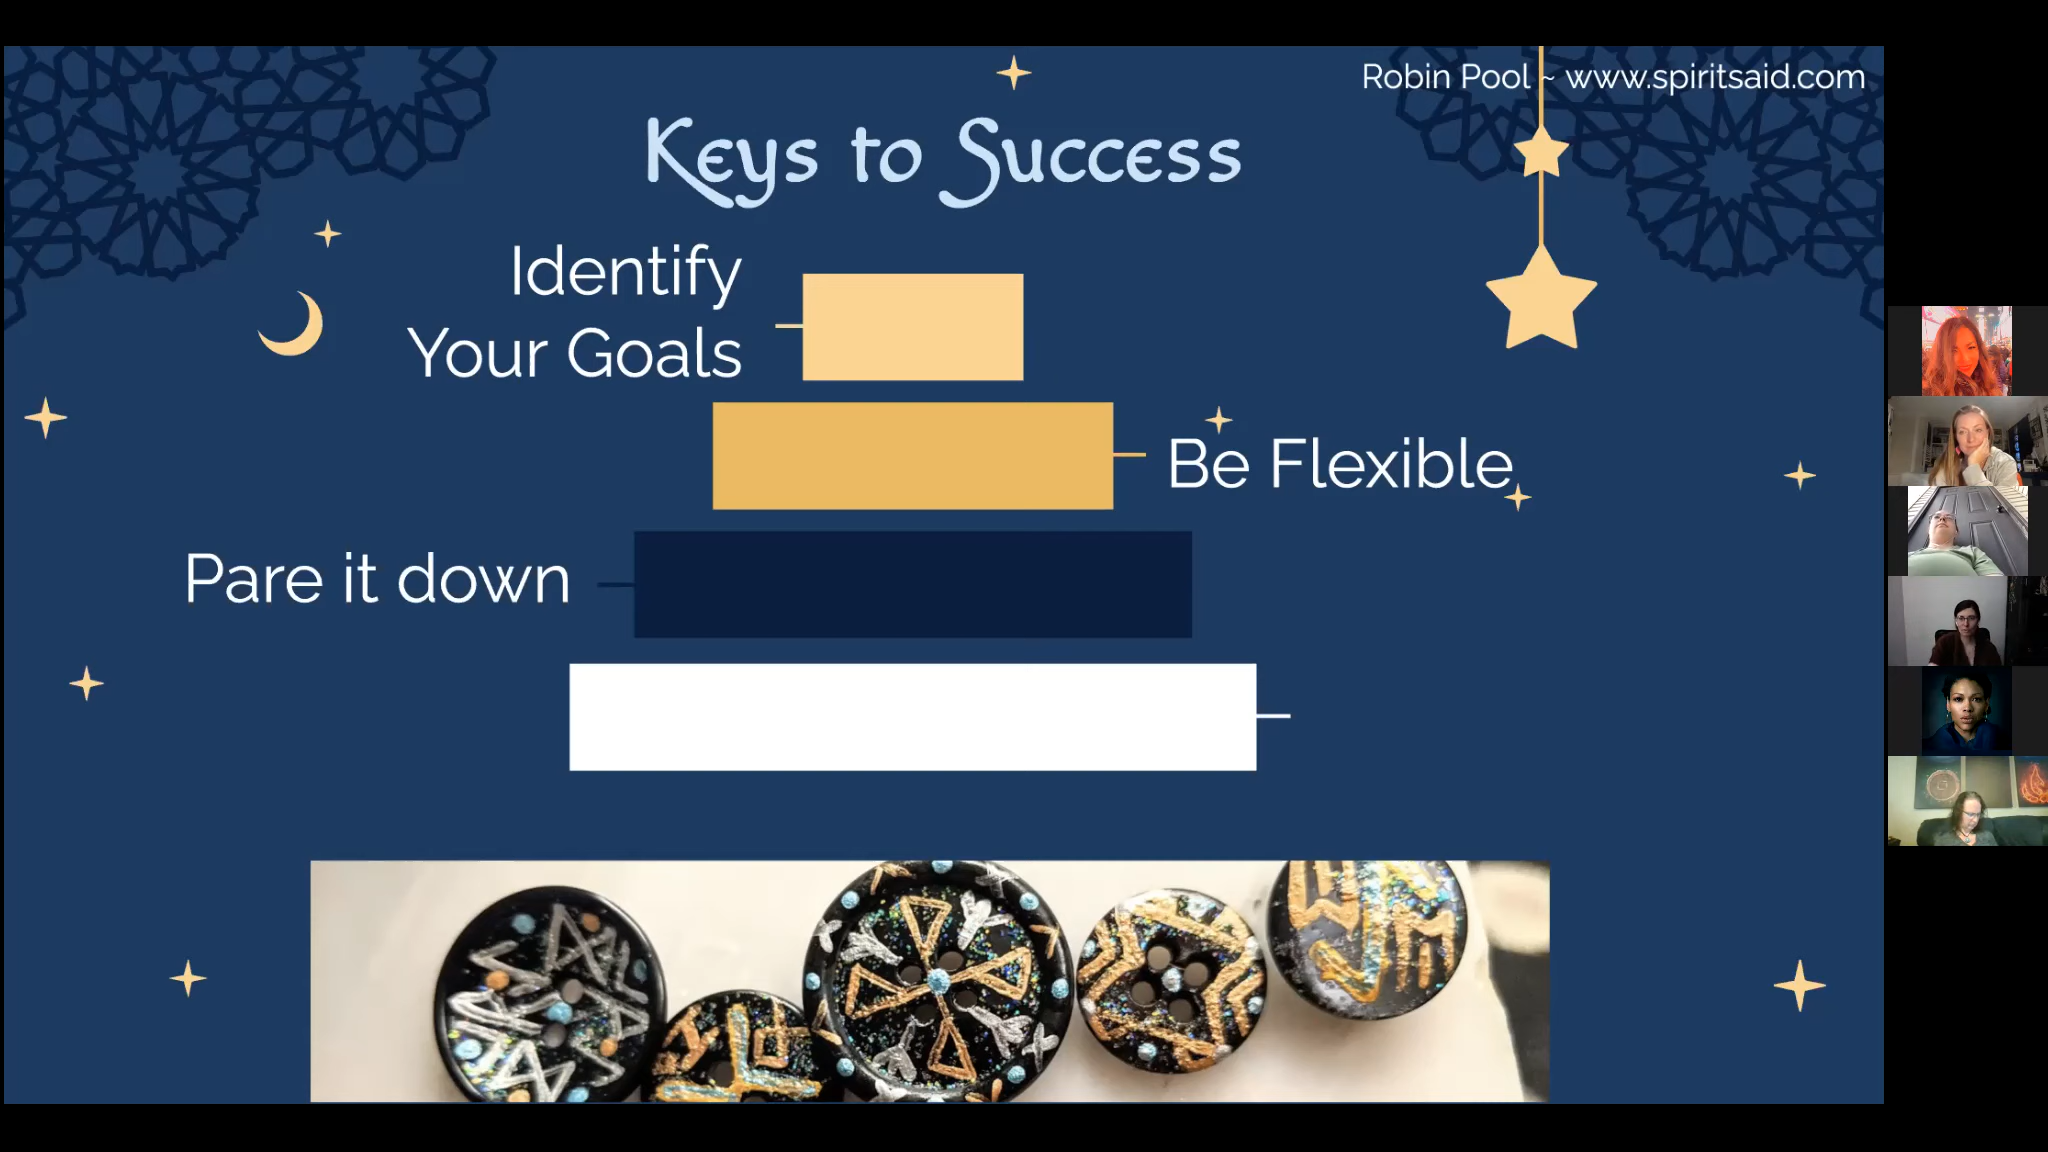 Robin Pool ~ www.spiritsaid.com
Keys to Success
Identify
Your Goals
Be Flexible
Pare it down